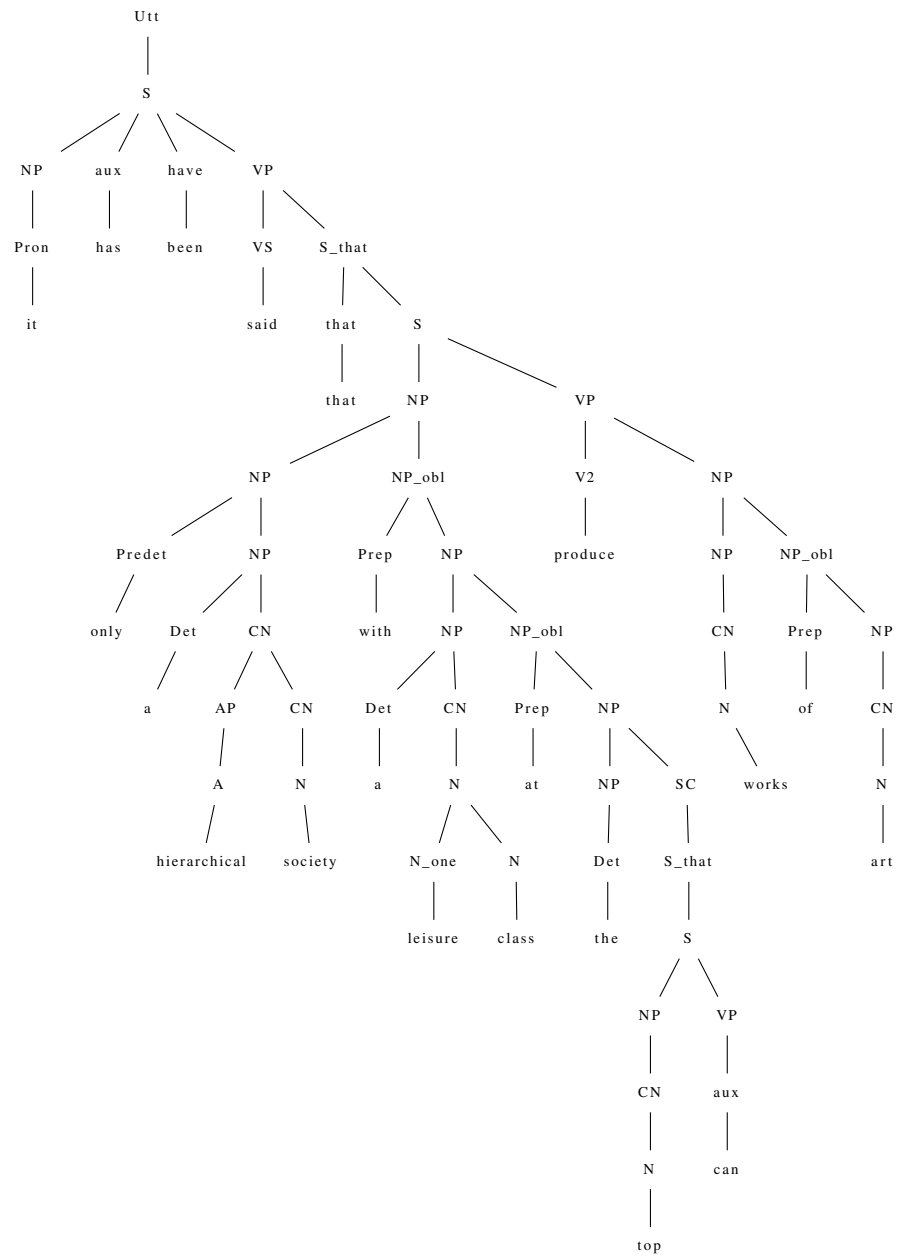 Utt
S
NP aux have VP
Pron has been VS S_that
it said that S
that NP VP
NP NP_obl V2 NP
Predet NP Prep NP produce NP NP_obl
only Det CN with NP NP_obl CN Prep NP
a AP CN Det CN Prep NP N of CN
A N a N at NP SC works N
hierarchical society N_one N Det S_that art
leisure class the S
NP VP
CN aux
N can
top